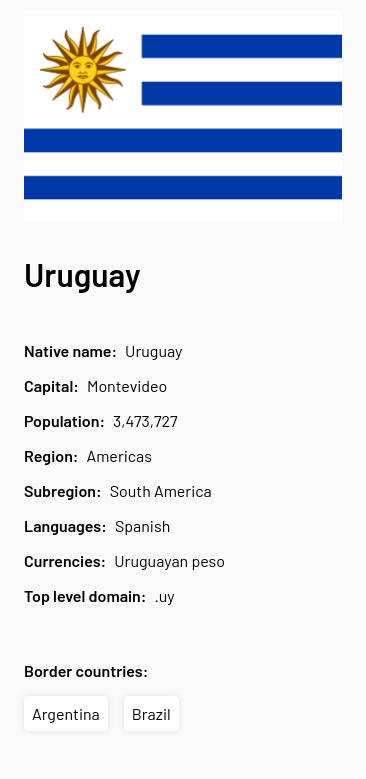 Uruguay
Native name: Uruguay
Capital: Montevideo
Population: 3,473,727
Region: Americas
Subregion: South America
Languages: Spanish
Currencies: Uruguayan peso
Top level domain: .uy
Border countries:
Argentina Brazil